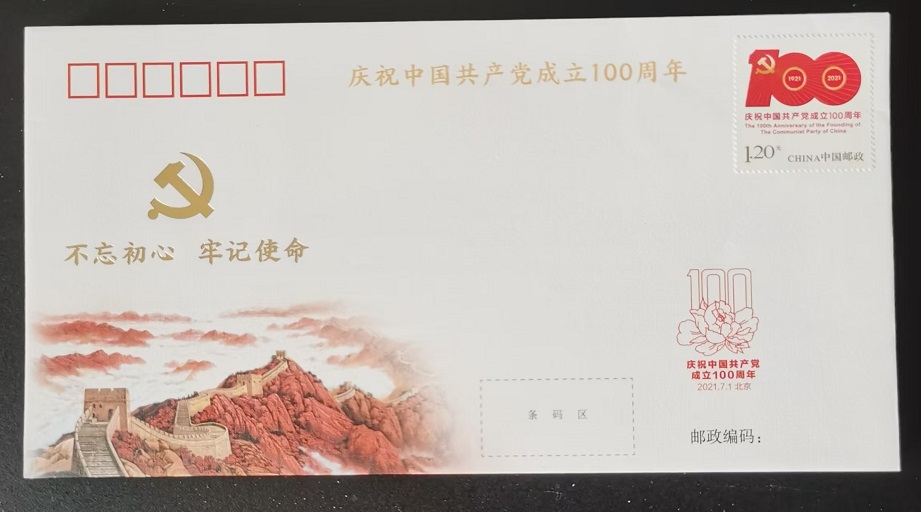 庆祝中国共产党成立100周年
1921 2021
庆祝中国共产党成立100周年
The 100th Anniversary of the Founding of
The Communist Party of China
1.20元 CHINA中国邮政
不忘初心 牢记使命
100
庆祝中国共产党
成立100周年
2021.7.1 北京
条码区
邮政编码：